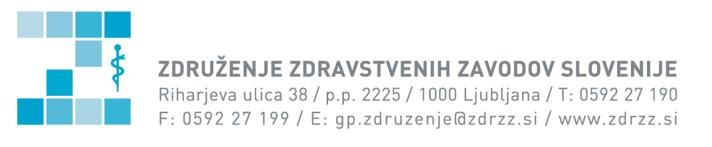 ZDRUŽENJE ZDRAVSTVENIH ZAVODOV SLOVENIJE
Riharjeva ulica 38 / p.p. 2225 / 1000 Ljubljana / T: 0592 27 190
F: 0592 27 199 / E: gp.zdruzenje@zdrzz.si / www.zdrzz.si